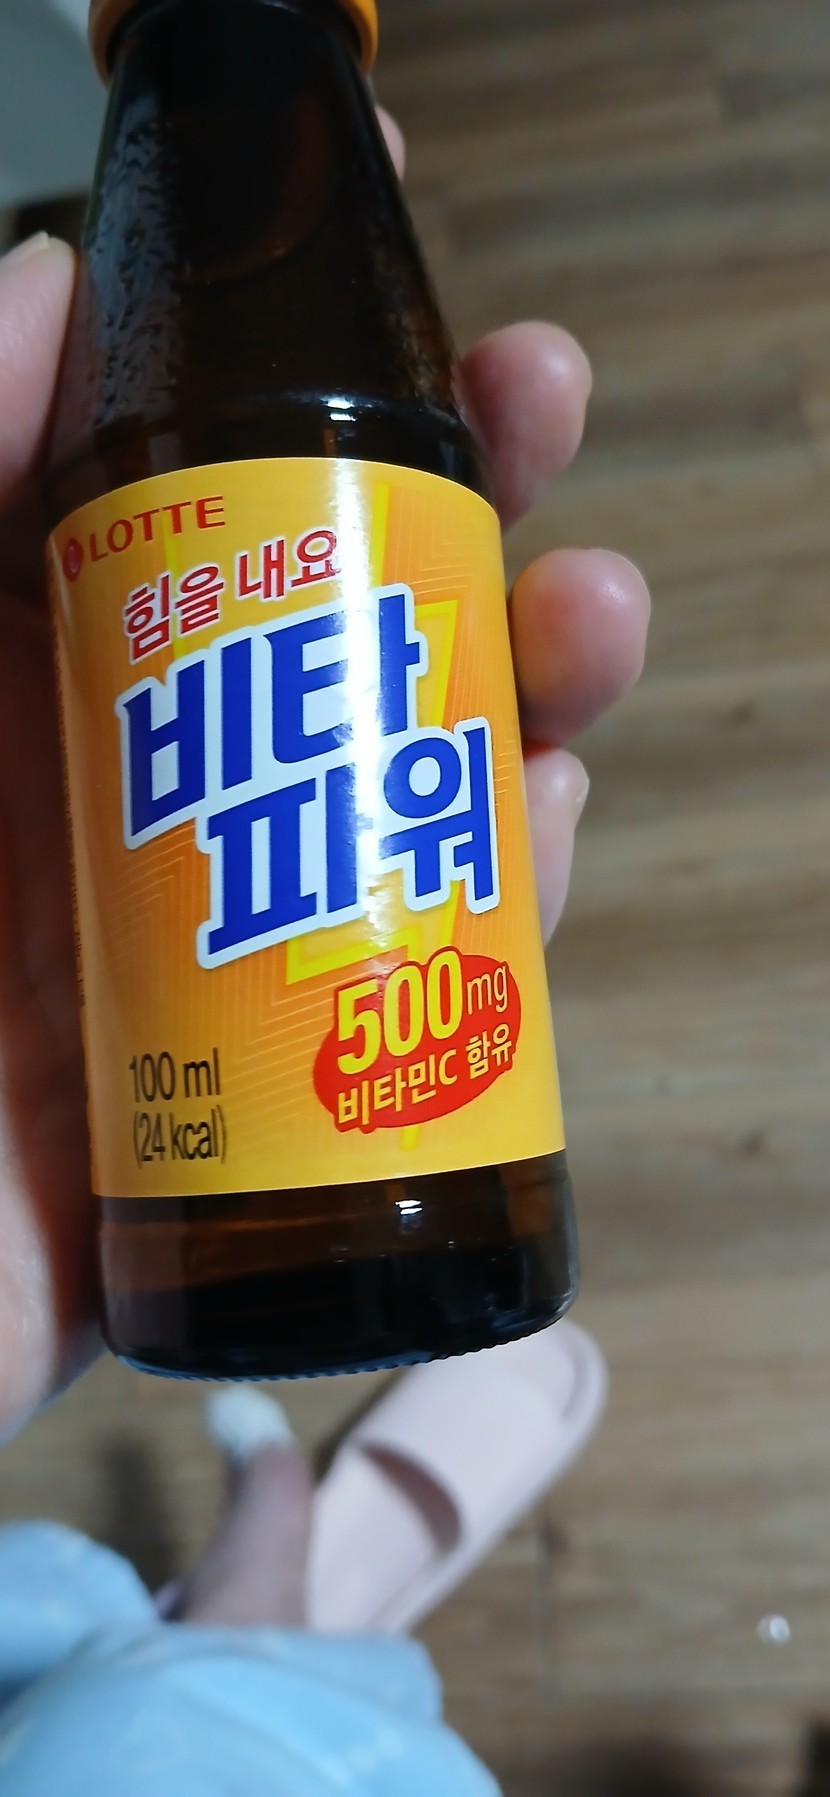 LOTTE
힘을 내요
비타
파워
500mg
비타민C 함유
100 ml
(24 kcal)